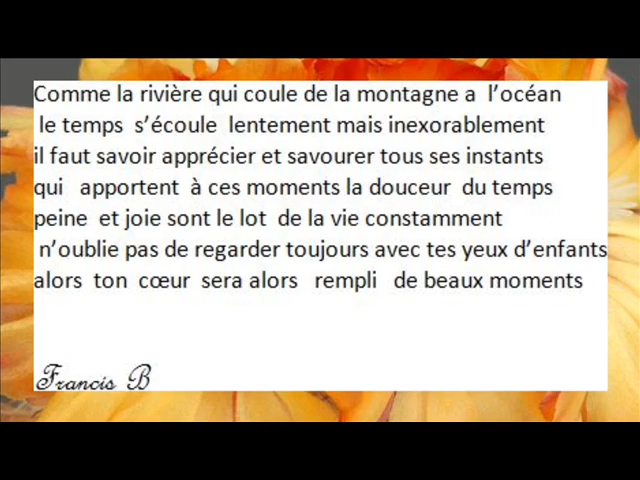 Comme la rivière qui coule de la montagne a l’océan
le temps s’écoule lentement mais inexorablement
il faut savoir apprécier et savourer tous ses instants
qui apportent à ces moments la douceur du temps
peine et joie sont le lot de la vie constamment
n’oublie pas de regarder toujours avec tes yeux d’enfants
alors ton cœur sera alors rempli de beaux moments
Francis B